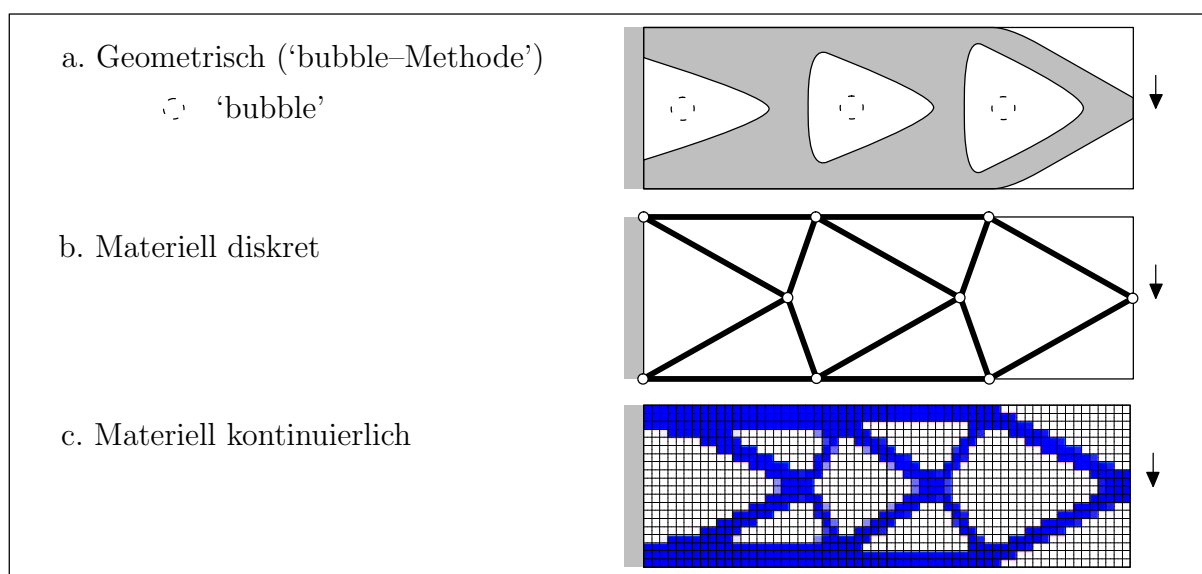 a. Geometrisch (‘bubble–Methode’)
‘bubble’
b. Materiell diskret
c. Materiell kontinuierlich